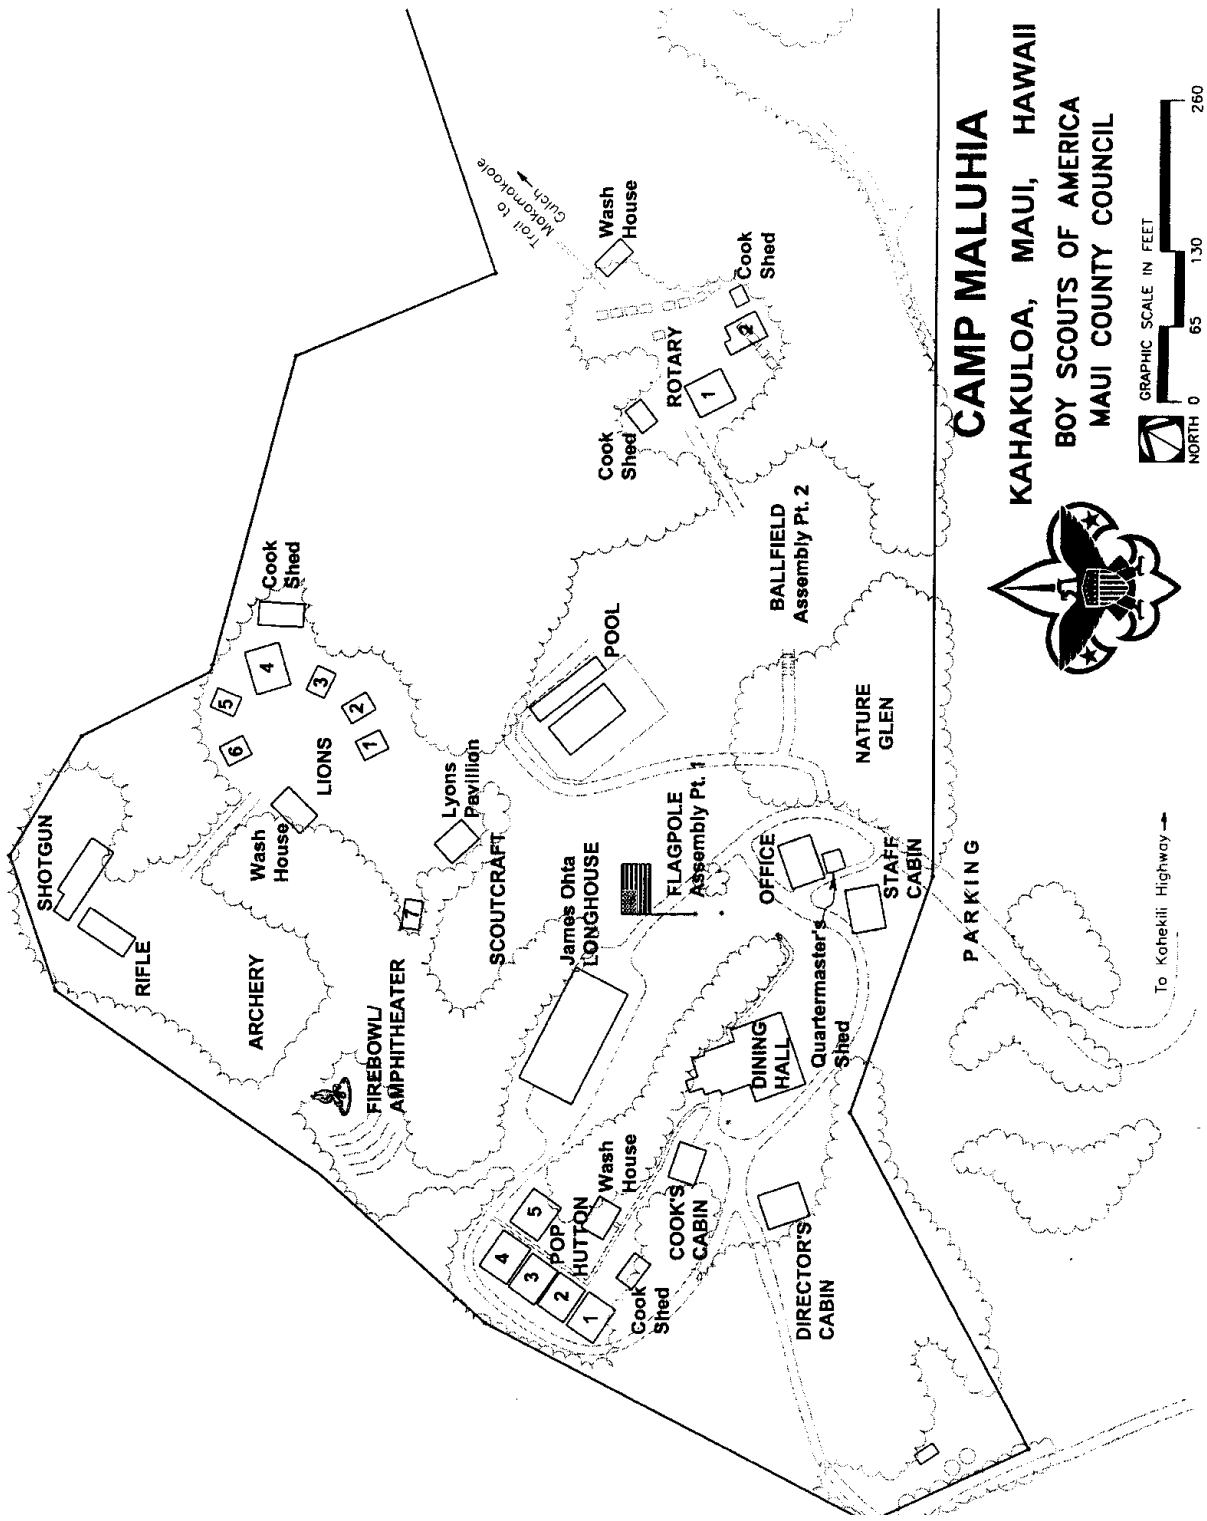 CAMP MALUHIA
KAHAKULOA, MAUI, HAWAII
BOY SCOUTS OF AMERICA
MAUI COUNTY COUNCIL
GRAPHIC SCALE IN FEET
0 65 130 260
NORTH
SHOTGUN
RIFLE
ARCHERY
FIREBOWL/
AMPHITHEATER
Wash
House
LIONS
1
2
3
4
5
6
7
Cook
Shed
Lyons
Pavillion
SCOUTCRAFT
James Ohta
LONGHOUSE
POOL
FLAGPOLE
Assembly Pt. 1
BALLFIELD
Assembly Pt. 2
NATURE
GLEN
OFFICE
STAFF
CABIN
Quartermaster's
Shed
DINING
HALL
COOK'S
CABIN
DIRECTOR'S
CABIN
POP
HUTTON
1
2
3
4
5
Wash
House
Cook
Shed
ROTARY
1
2
Cook
Shed
Cook
Shed
Wash
House
Trail to
Makamakaole
Gulch
PARKING
To Kahekili Highway